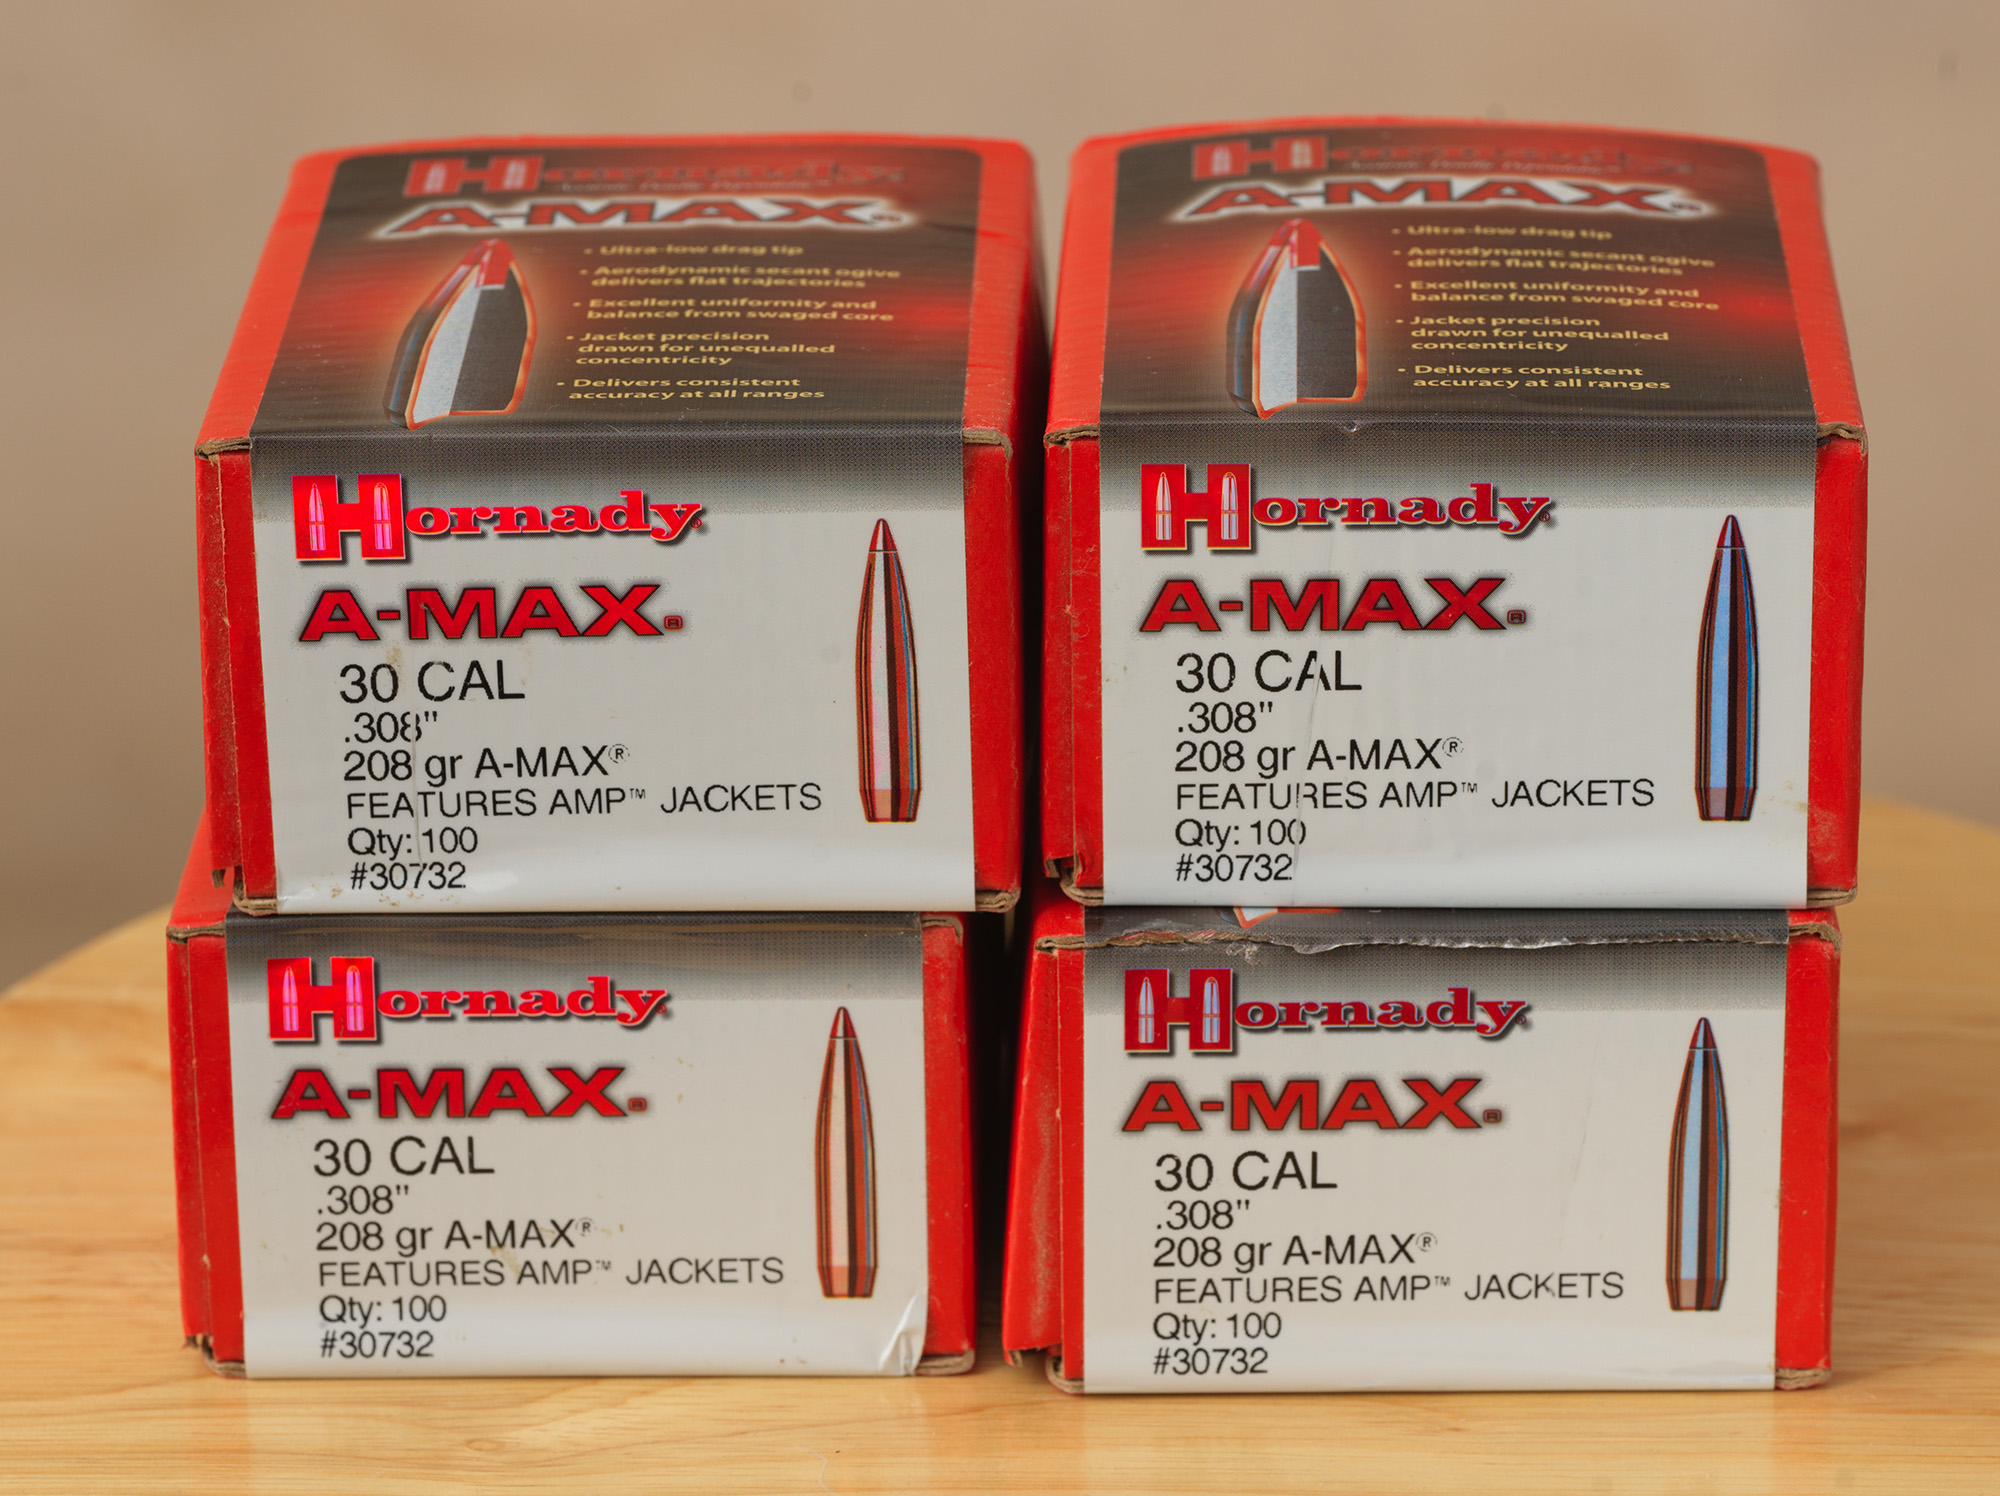 Hornady
A-MAX®
• Ultra-low drag tip
• Aerodynamic secant ogive
delivers flat trajectories
• Excellent uniformity and
balance from swaged core
• Jacket precision
drawn for unequalled
concentricity
• Delivers consistent
accuracy at all ranges
Hornady®
A-MAX®
30 CAL
.308"
208 gr A-MAX®
FEATURES AMP™ JACKETS
Qty: 100
#30732
Hornady
A-MAX®
• Ultra-low drag tip
• Aerodynamic secant ogive
delivers flat trajectories
• Excellent uniformity and
balance from swaged core
• Jacket precision
drawn for unequalled
concentricity
• Delivers consistent
accuracy at all ranges
Hornady®
A-MAX®
30 CAL
.308"
208 gr A-MAX®
FEATURES AMP™ JACKETS
Qty: 100
#30732
Hornady®
A-MAX®
30 CAL
.308"
208 gr A-MAX®
FEATURES AMP™ JACKETS
Qty: 100
#30732
Hornady®
A-MAX®
30 CAL
.308"
208 gr A-MAX®
FEATURES AMP™ JACKETS
Qty: 100
#30732